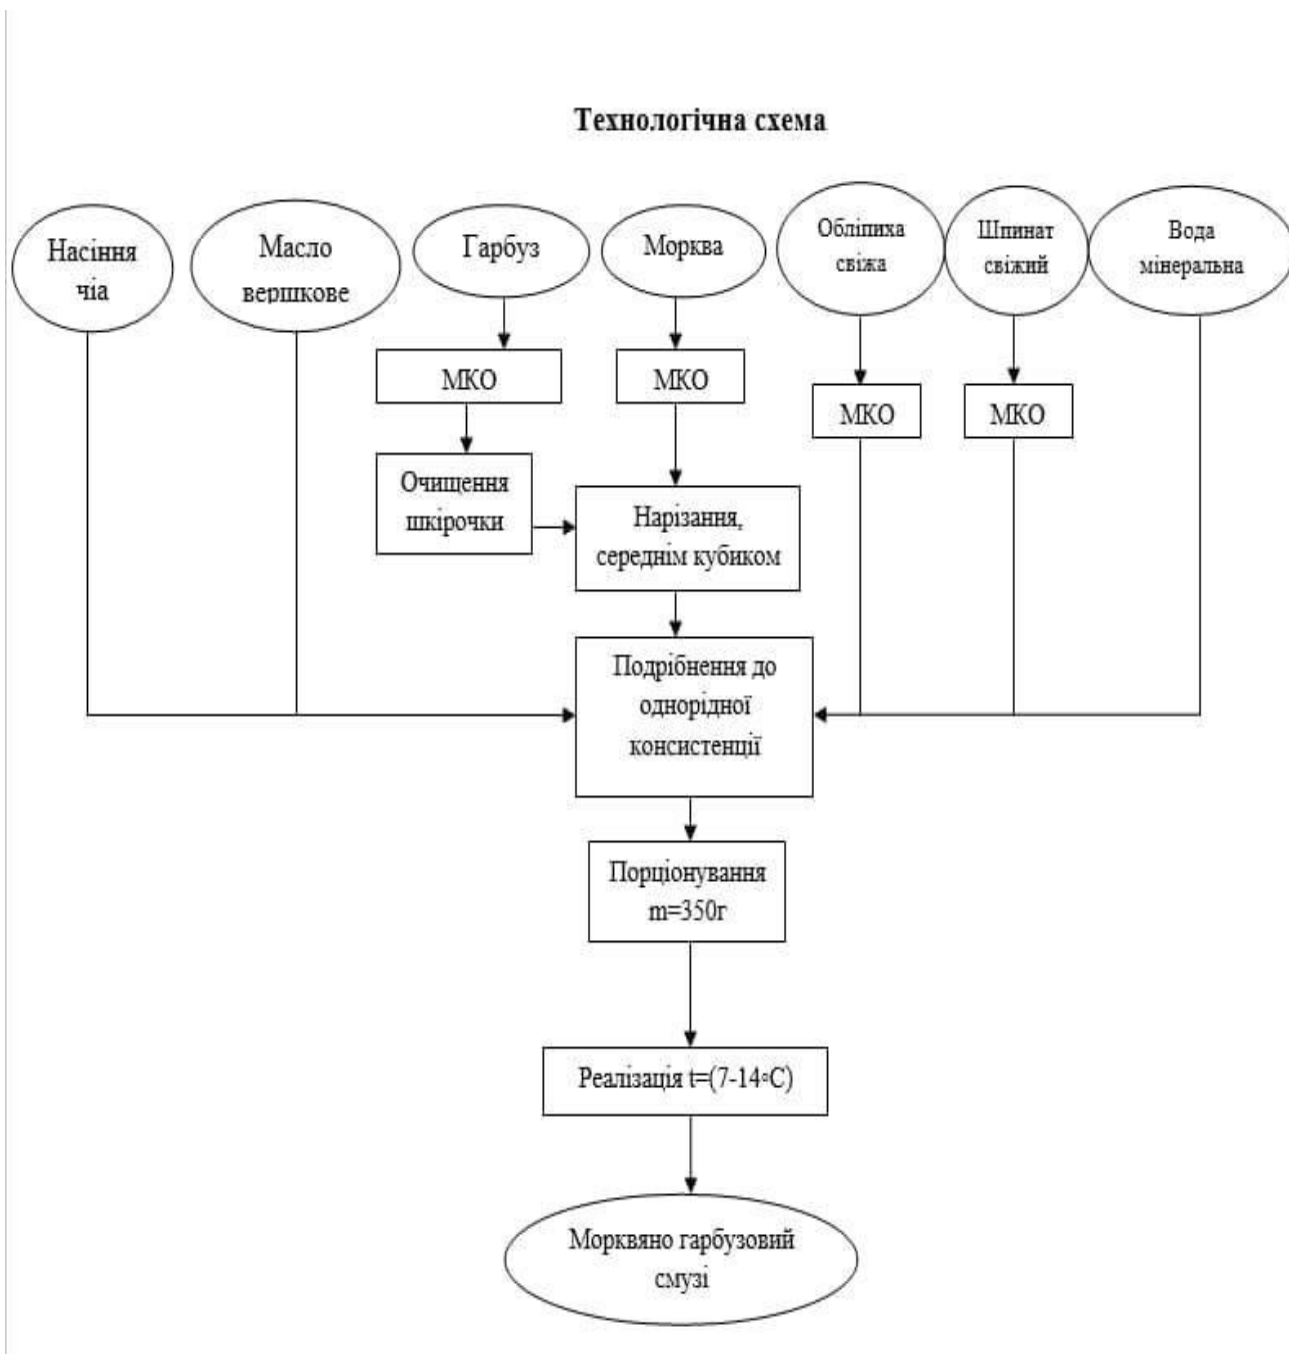 Технологічна схема
Насіння
чіа
Масло
вершкове
Гарбуз
Морква
Обліпиха
свіжа
Шпинат
свіжий
Вода
мінеральна
МКО
МКО
МКО
МКО
Очищення
шкірочки
Нарізання,
середнім кубиком
Подрібнення до
однорідної
консистенції
Порціонування
m=350г
Реалізація t=(7-14∘C)
Морквяно гарбузовий
смузі